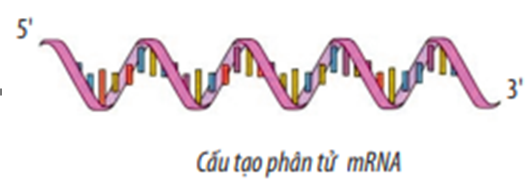 5'
3'
Cấu tạo phân tử mRNA